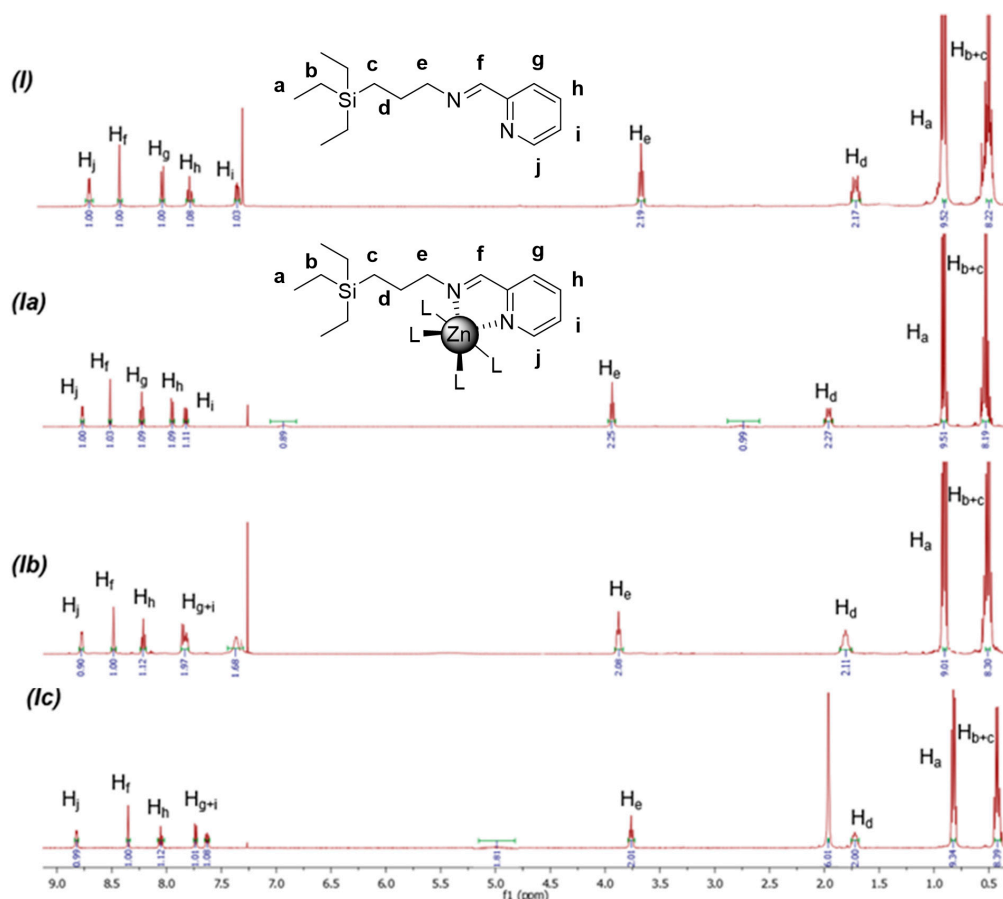 (I)
a b c e f g
Si N h
d N i
j
Hj Hf Hg Hh Hi He Hd Ha Hb+c
1.00 1.00 1.00 1.08 1.03 2.19 2.17 9.52 8.22
(Ia)
a b c e f g
Si N h
d L N i
L Zn j
L L
Hj Hf Hg Hh Hi He Hd Ha Hb+c
1.00 1.03 1.09 1.09 1.11 0.89 2.25 0.99 2.27 9.51 8.19
(Ib)
Hj Hf Hh Hg+i He Hd Ha Hb+c
0.90 1.00 1.12 1.97 1.68 2.08 2.11 9.01 8.30
(Ic)
Hj Hf Hh Hg+i He Hd Ha Hb+c
0.99 1.00 1.12 1.01 1.08 1.81 2.01 6.01 2.00 9.34 8.39
9.0 8.5 8.0 7.5 7.0 6.5 6.0 5.5 5.0 4.5 4.0 3.5 3.0 2.5 2.0 1.5 1.0 0.5
f1 (ppm)